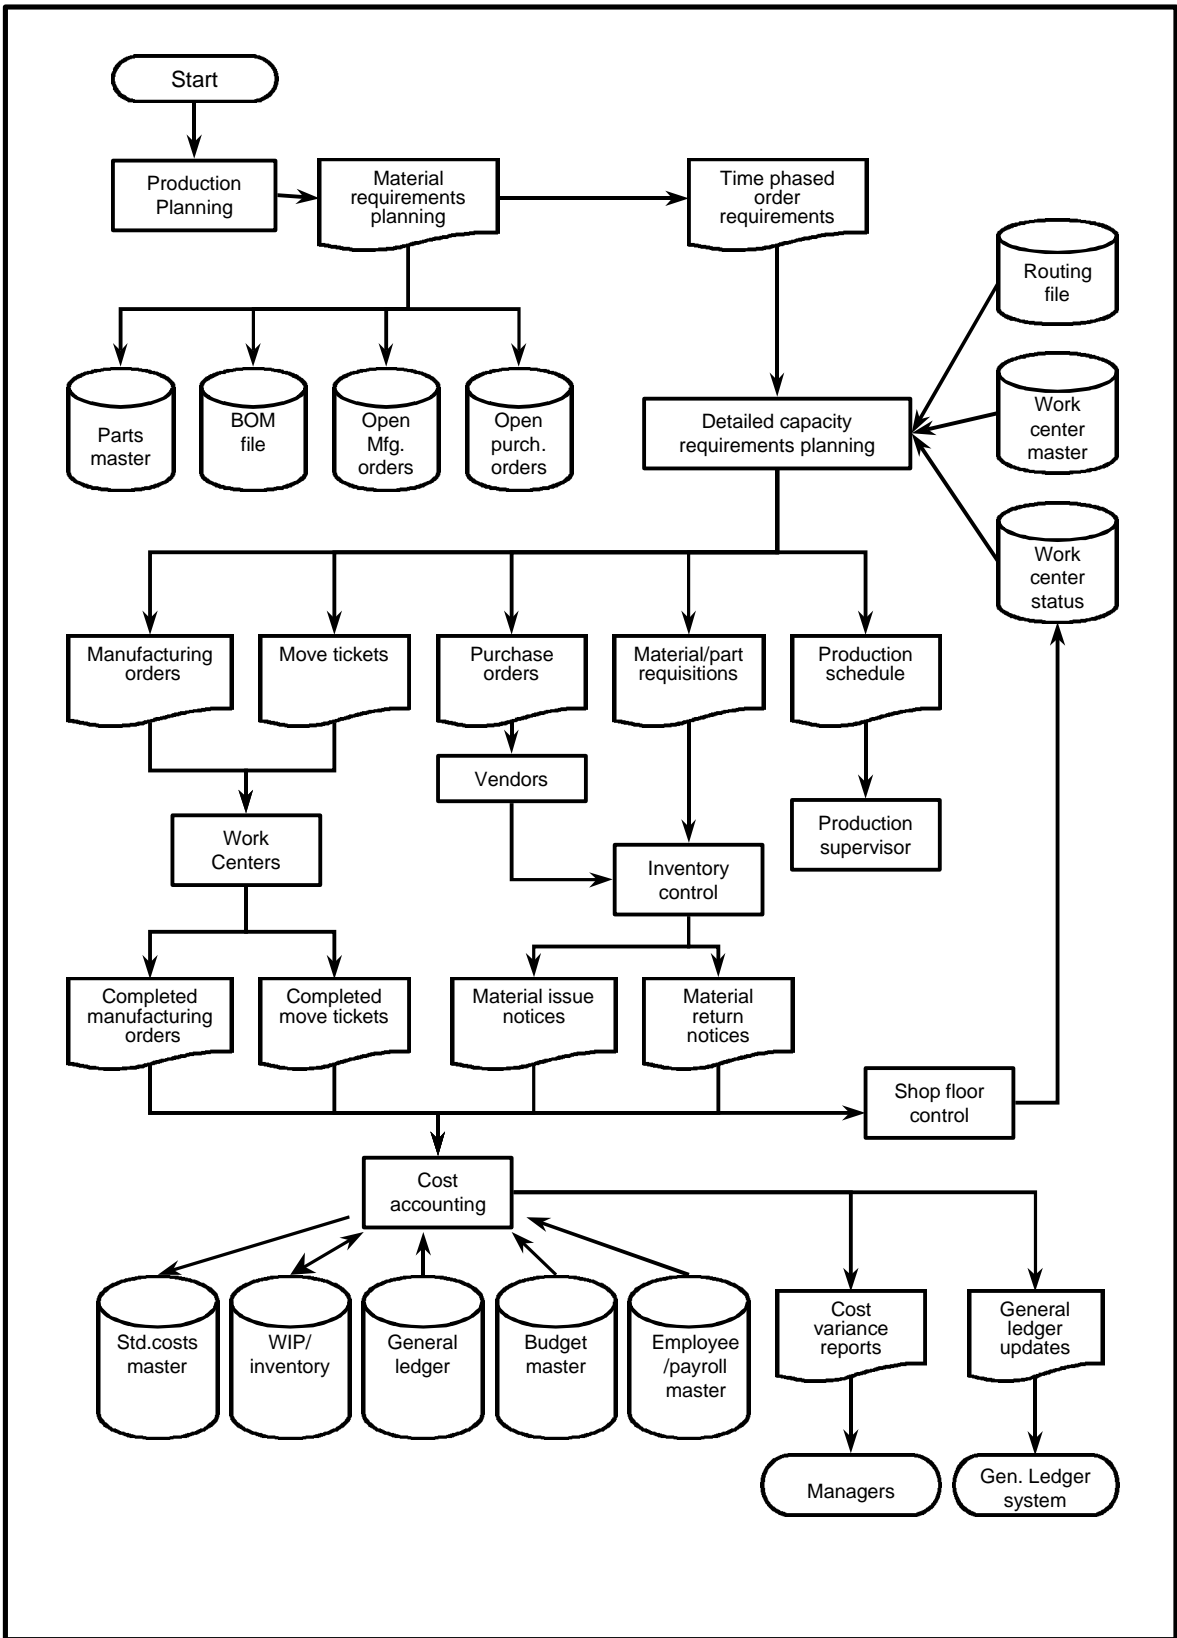 Start
Production
Planning
Material
requirements
planning
Time phased
order
requirements
Routing
file
Parts
master
BOM
file
Open
Mfg.
orders
Open
purch.
orders
Detailed capacity
requirements planning
Work
center
master
Work
center
status
Manufacturing
orders
Move tickets
Purchase
orders
Material/part
requisitions
Production
schedule
Vendors
Production
supervisor
Work
Centers
Inventory
control
Completed
manufacturing
orders
Completed
move tickets
Material issue
notices
Material
return
notices
Shop floor
control
Cost
accounting
Std.costs
master
WIP/
inventory
General
ledger
Budget
master
Employee
/payroll
master
Cost
variance
reports
General
ledger
updates
Managers
Gen. Ledger
system